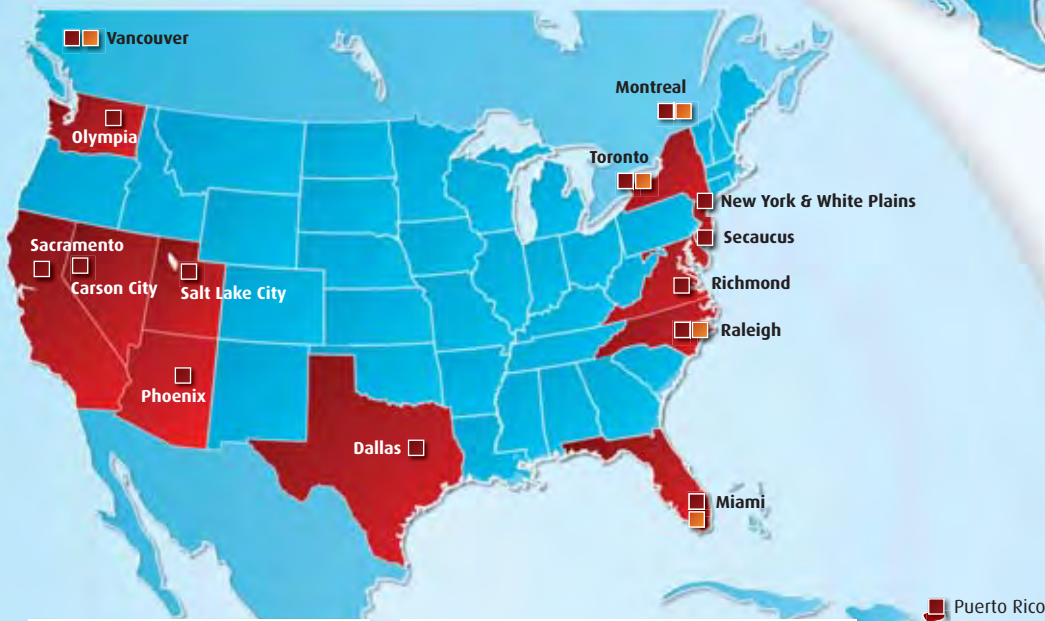 Vancouver
Montreal
Olympia
Toronto
New York & White Plains
Secaucus
Sacramento
Carson City
Salt Lake City
Richmond
Raleigh
Phoenix
Dallas
Miami
Puerto Rico